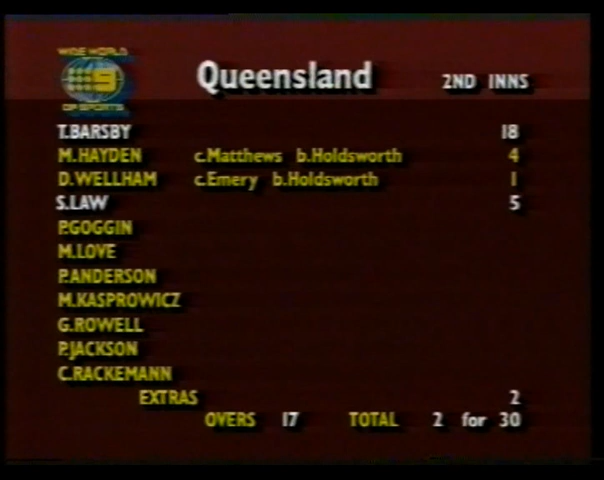 WIDE WORLD
9
OF SPORTS
Queensland 2ND INNS
T.BARSBY 18
M.HAYDEN c.Matthews b.Holdsworth 4
D.WELLHAM c.Emery b.Holdsworth 1
S.LAW 5
P.GOGGIN
M.LOVE
P.ANDERSON
M.KASPROWICZ
G.ROWELL
P.JACKSON
C.RACKEMANN
EXTRAS 2
OVERS 17 TOTAL 2 for 30